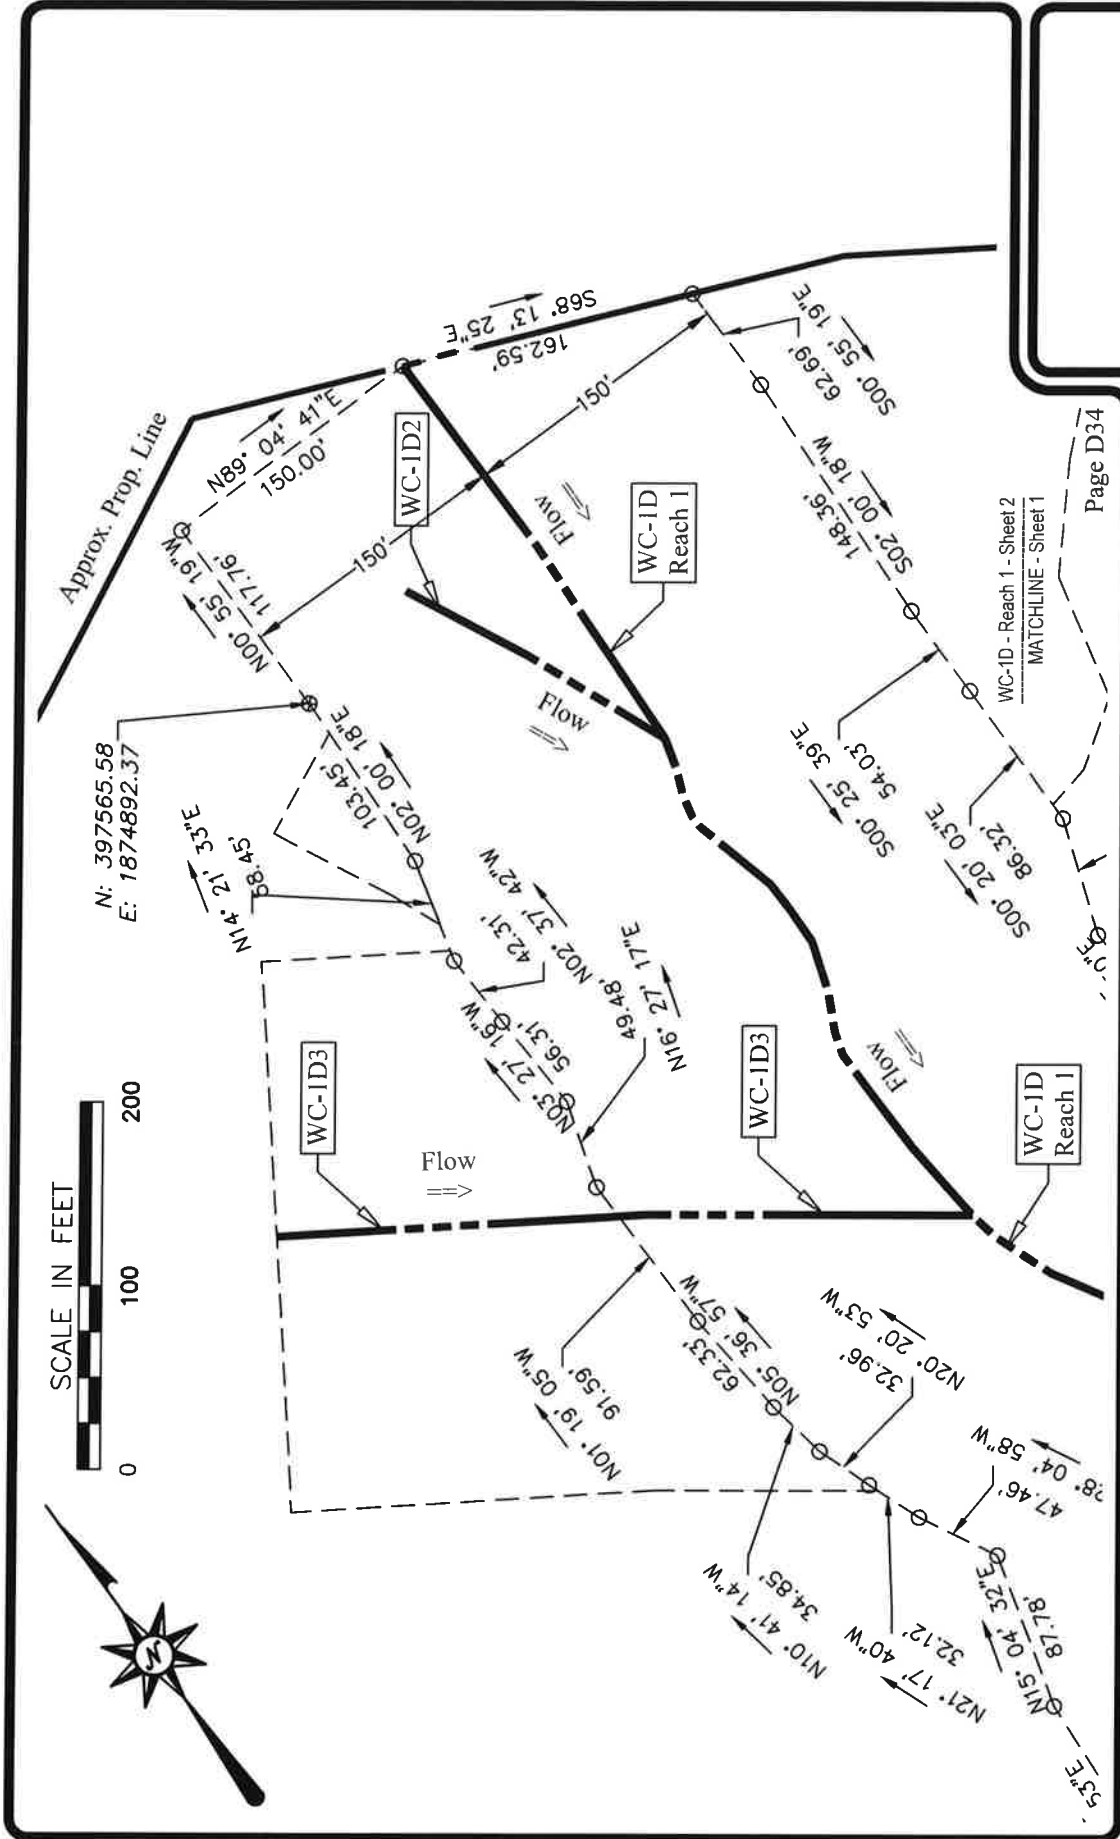 Approx. Prop. Line
N89° 04' 41"E
150.00'
S68° 13' 25"E
162.59'
N00° 55' 19"W
117.76'
150'
150'
62.69'
S00° 55' 19"E
WC-1D2
Flow
WC-1D
Reach 1
148.36'
S02° 00' 18"W
N: 397565.58
E: 1874892.37
N02° 00' 18"E
103.45'
Flow
WC-1D - Reach 1 - Sheet 2
MATCHLINE - Sheet 1
Page D34
N14° 21' 33"E
58.45'
S00° 25' 39"E
54.03'
S00° 20' 03"E
86.32'
N02° 37' 42"W
42.31'
N03° 27' 16"W
56.31'
N16° 27' 17"E
49.48'
SCALE IN FEET
0
100
200
WC-1D3
Flow
WC-1D3
Flow
WC-1D
Reach 1
N01° 19' 05"W
91.59'
N05° 36' 57"W
62.33'
N20° 20' 53"W
32.96'
N10° 41' 14"W
34.85'
N21° 17' 40"W
32.12'
28° 04' 58"W
47.46'
N15° 04' 32"E
87.78'
53"E
N